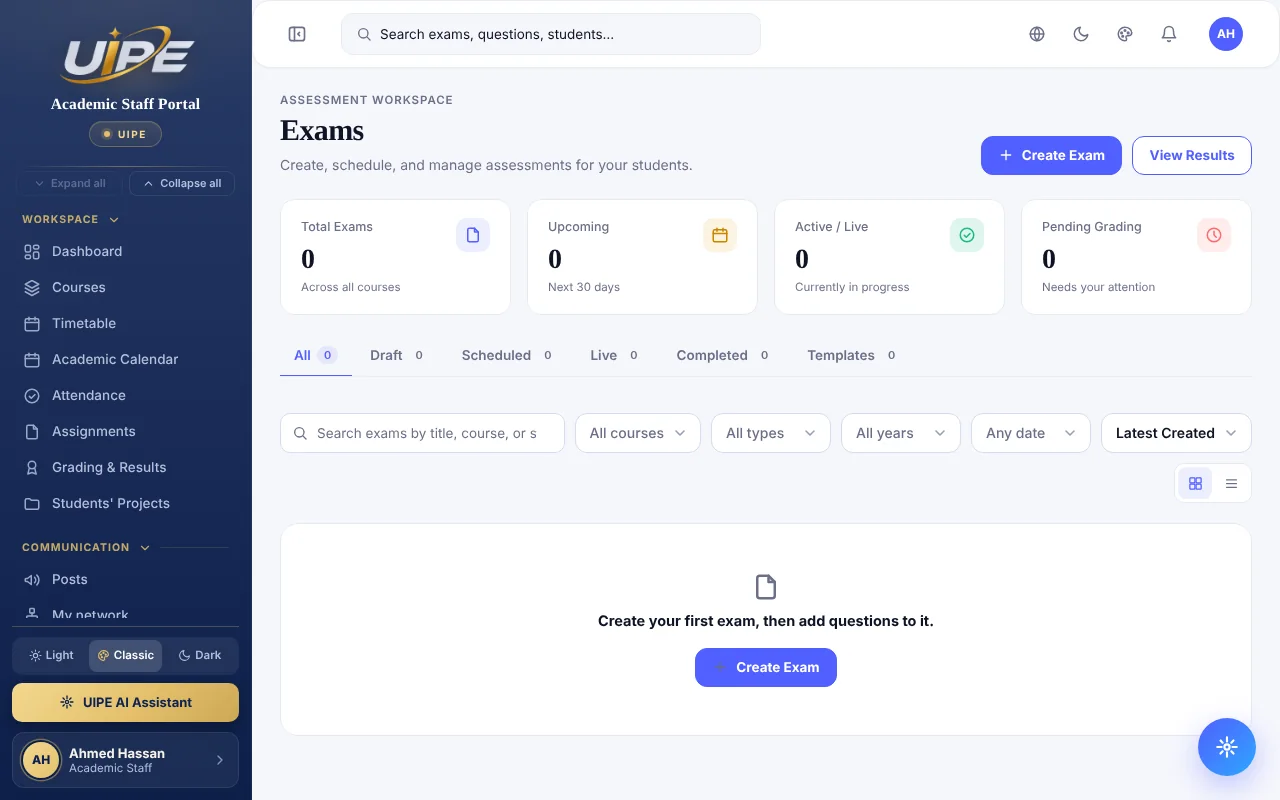 UIPE
Academic Staff Portal
UIPE
Expand all
Collapse all
WORKSPACE
Dashboard
Courses
Timetable
Academic Calendar
Attendance
Assignments
Grading & Results
Students' Projects
COMMUNICATION
Posts
My network
Light
Classic
Dark
UIPE AI Assistant
AH
Ahmed Hassan
Academic Staff
Search exams, questions, students...
AH
ASSESSMENT WORKSPACE
Exams
Create, schedule, and manage assessments for your students.
Create Exam
View Results
Total Exams
0
Across all courses
Upcoming
0
Next 30 days
Active / Live
0
Currently in progress
Pending Grading
0
Needs your attention
All 0
Draft 0
Scheduled 0
Live 0
Completed 0
Templates 0
Search exams by title, course, or s
All courses
All types
All years
Any date
Latest Created
Create your first exam, then add questions to it.
Create Exam